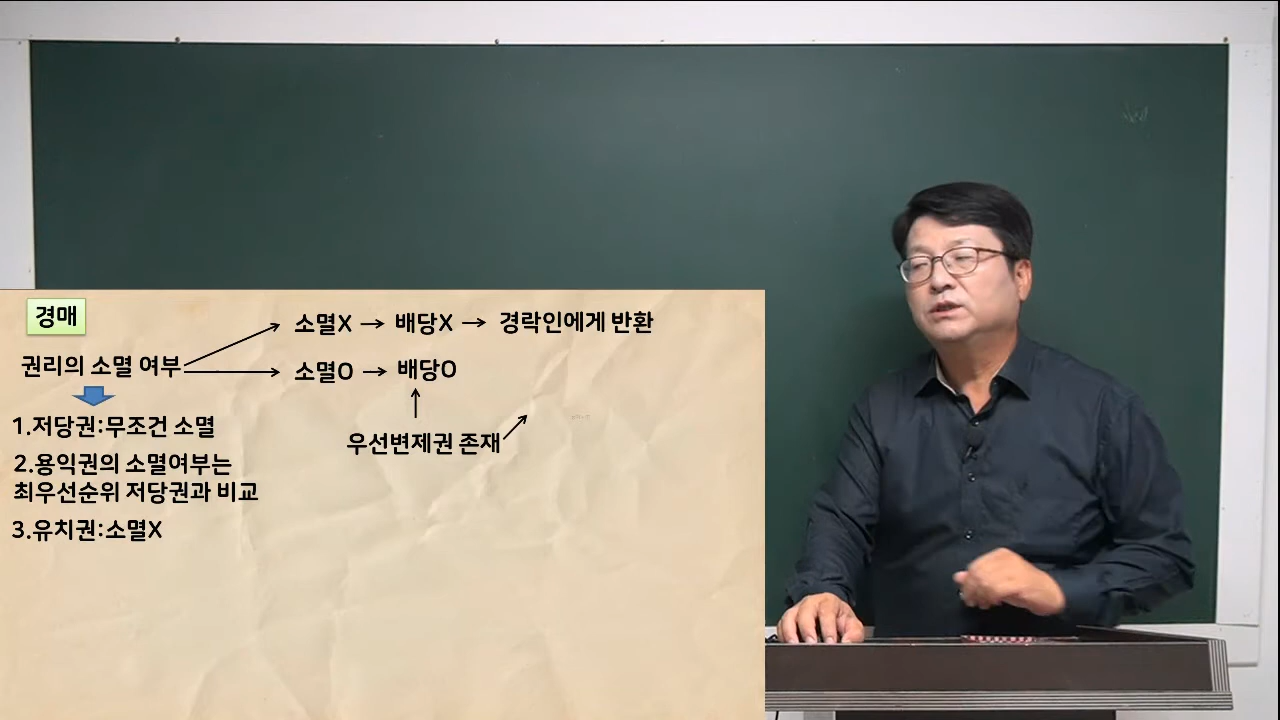 경매
권리의 소멸 여부
소멸X → 배당X → 경락인에게 반환
소멸O → 배당O
우선변제권 존재
1.저당권:무조건 소멸
2.용익권의 소멸여부는
최우선순위 저당권과 비교
3.유치권:소멸X